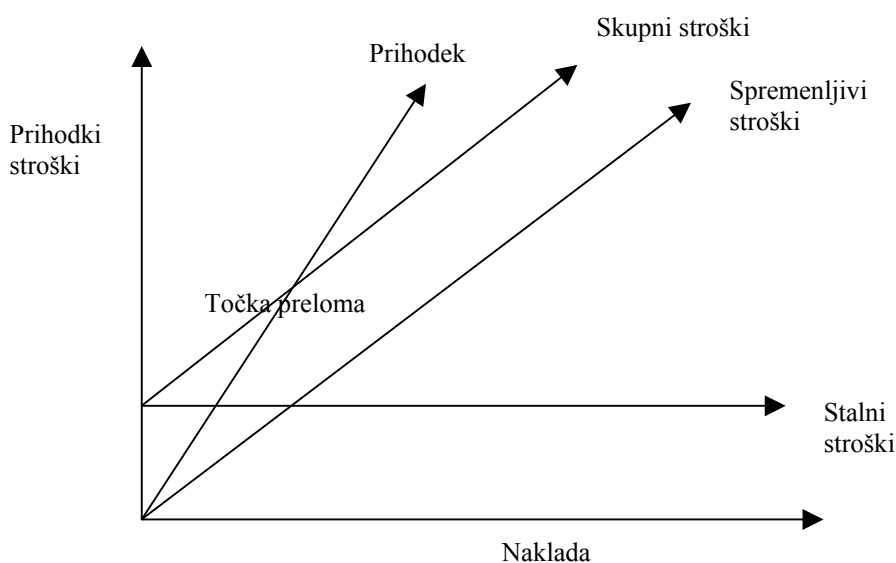 Skupni stroški
Prihodek
Spremenljivi
stroški
Prihodki
stroški
Točka preloma
Stalni
stroški
Naklada